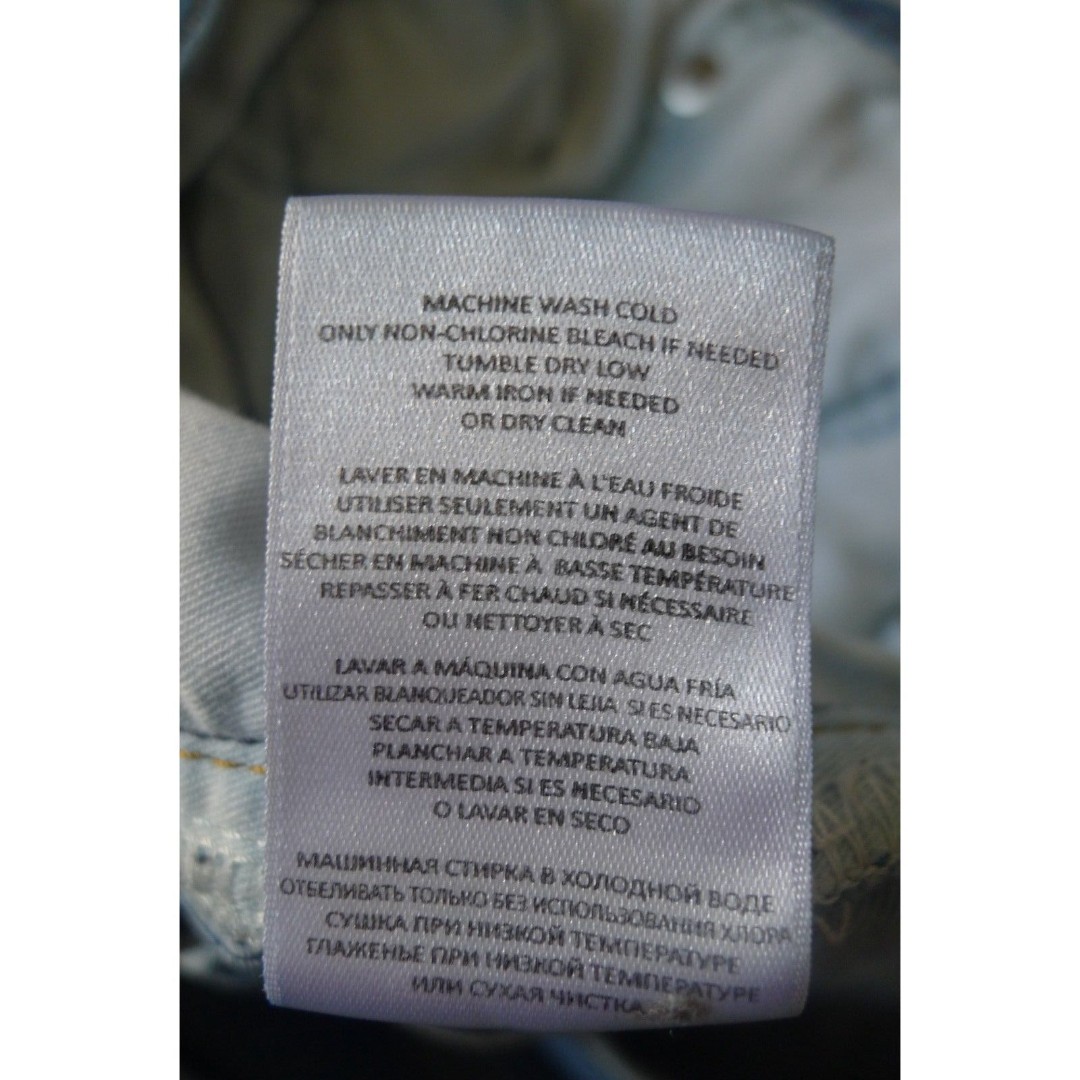 MACHINE WASH COLD
ONLY NON-CHLORINE BLEACH IF NEEDED
TUMBLE DRY LOW
WARM IRON IF NEEDED
OR DRY CLEAN
LAVER EN MACHINE À L'EAU FROIDE
UTILISER SEULEMENT UN AGENT DE
BLANCHIMENT NON CHLORÉ AU BESOIN
SÉCHER EN MACHINE À BASSE TEMPÉRATURE
REPASSER À FER CHAUD SI NÉCESSAIRE
OU NETTOYER À SEC
LAVAR A MÁQUINA CON AGUA FRÍA
UTILIZAR BLANQUEADOR SIN LEJIA SI ES NECESARIO
SECAR A TEMPERATURA BAJA
PLANCHAR A TEMPERATURA
INTERMEDIA SI ES NECESARIO
O LAVAR EN SECO
МАШИННАЯ СТИРКА В ХОЛОДНОЙ ВОДЕ
ОТБЕЛИВАТЬ ТОЛЬКО БЕЗ ИСПОЛЬЗОВАНИЯ ХЛОРА
СУШКА ПРИ НИЗКОЙ ТЕМПЕРАТУРЕ
ГЛАЖЕНЬЕ ПРИ НИЗКОЙ ТЕМПЕРАТУРЕ
ИЛИ СУХАЯ ЧИСТКА